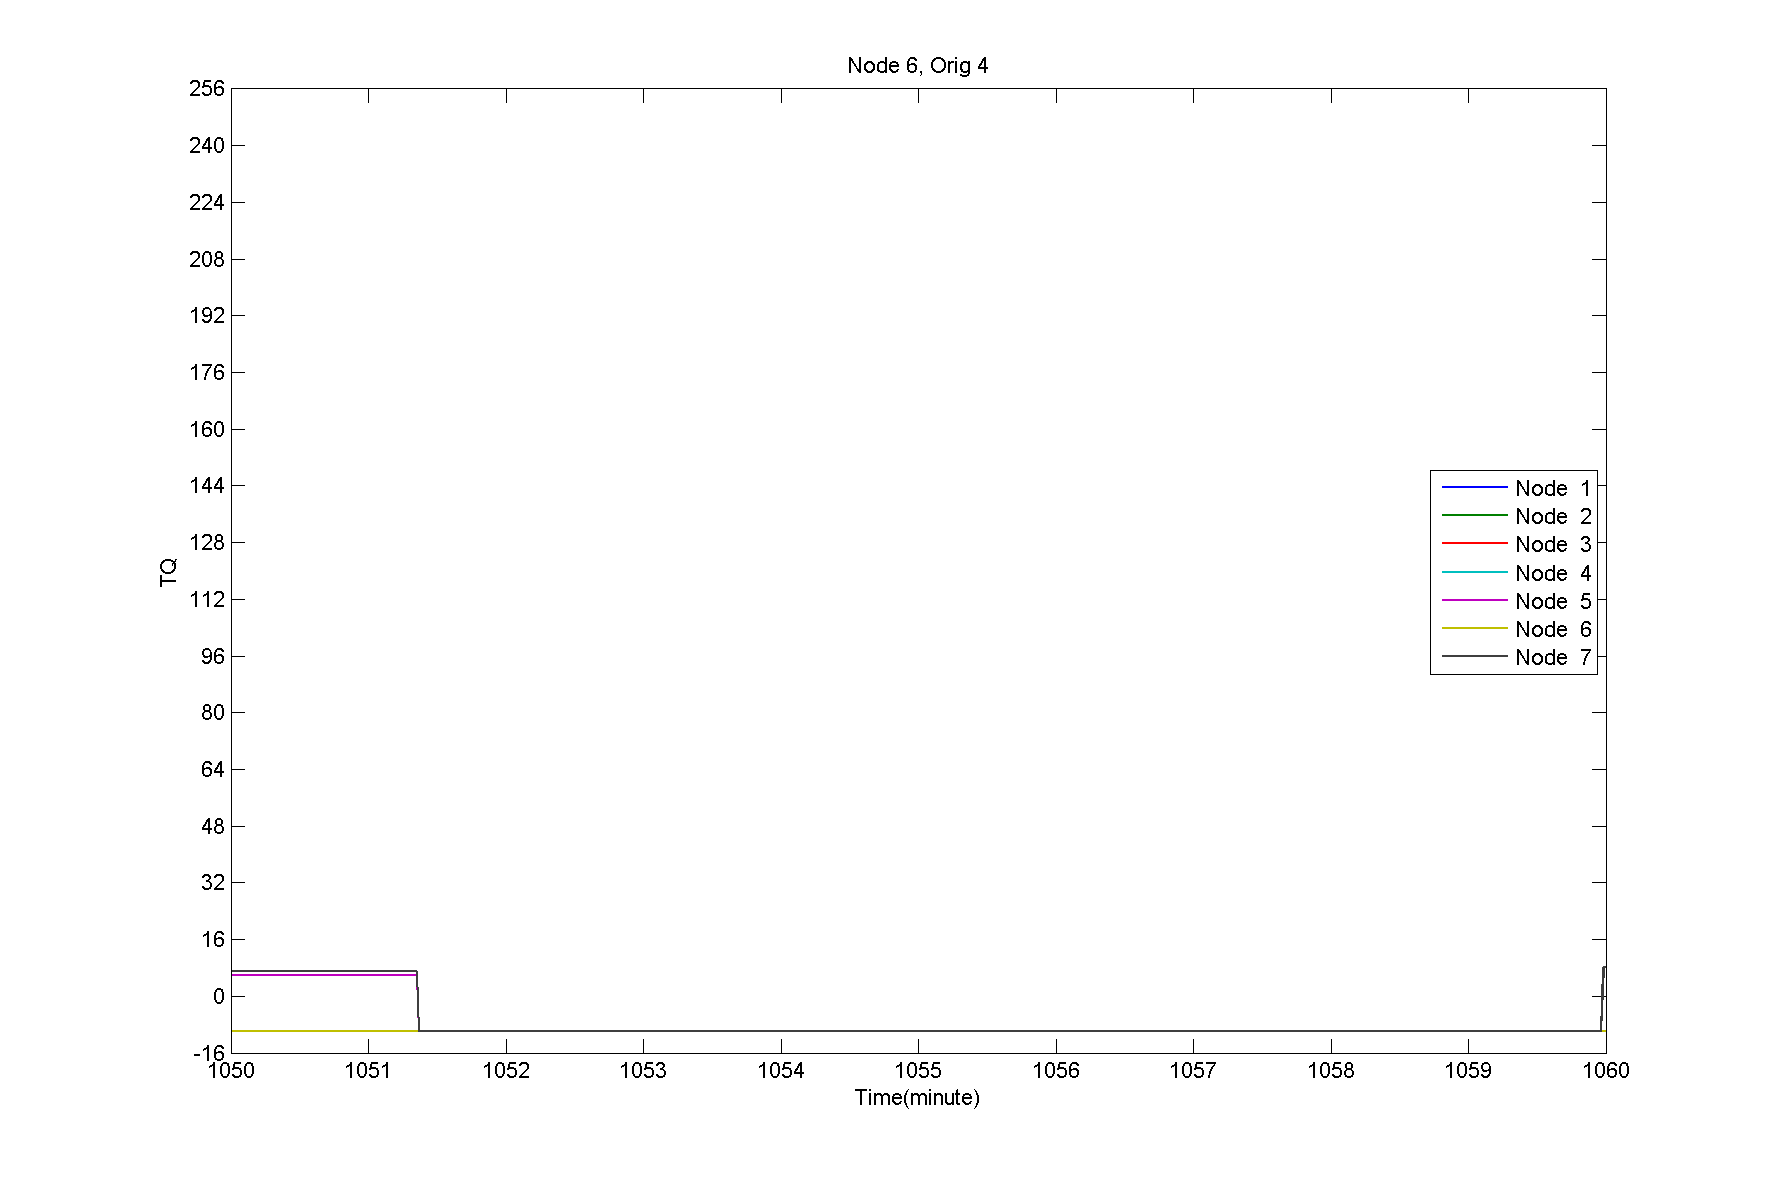 Node 6, Orig 4
256
240
224
208
192
176
160
144
128
112
96
80
64
48
32
16
0
-16
TQ
Node 1
Node 2
Node 3
Node 4
Node 5
Node 6
Node 7
1050 1051 1052 1053 1054 1055 1056 1057 1058 1059 1060
Time(minute)